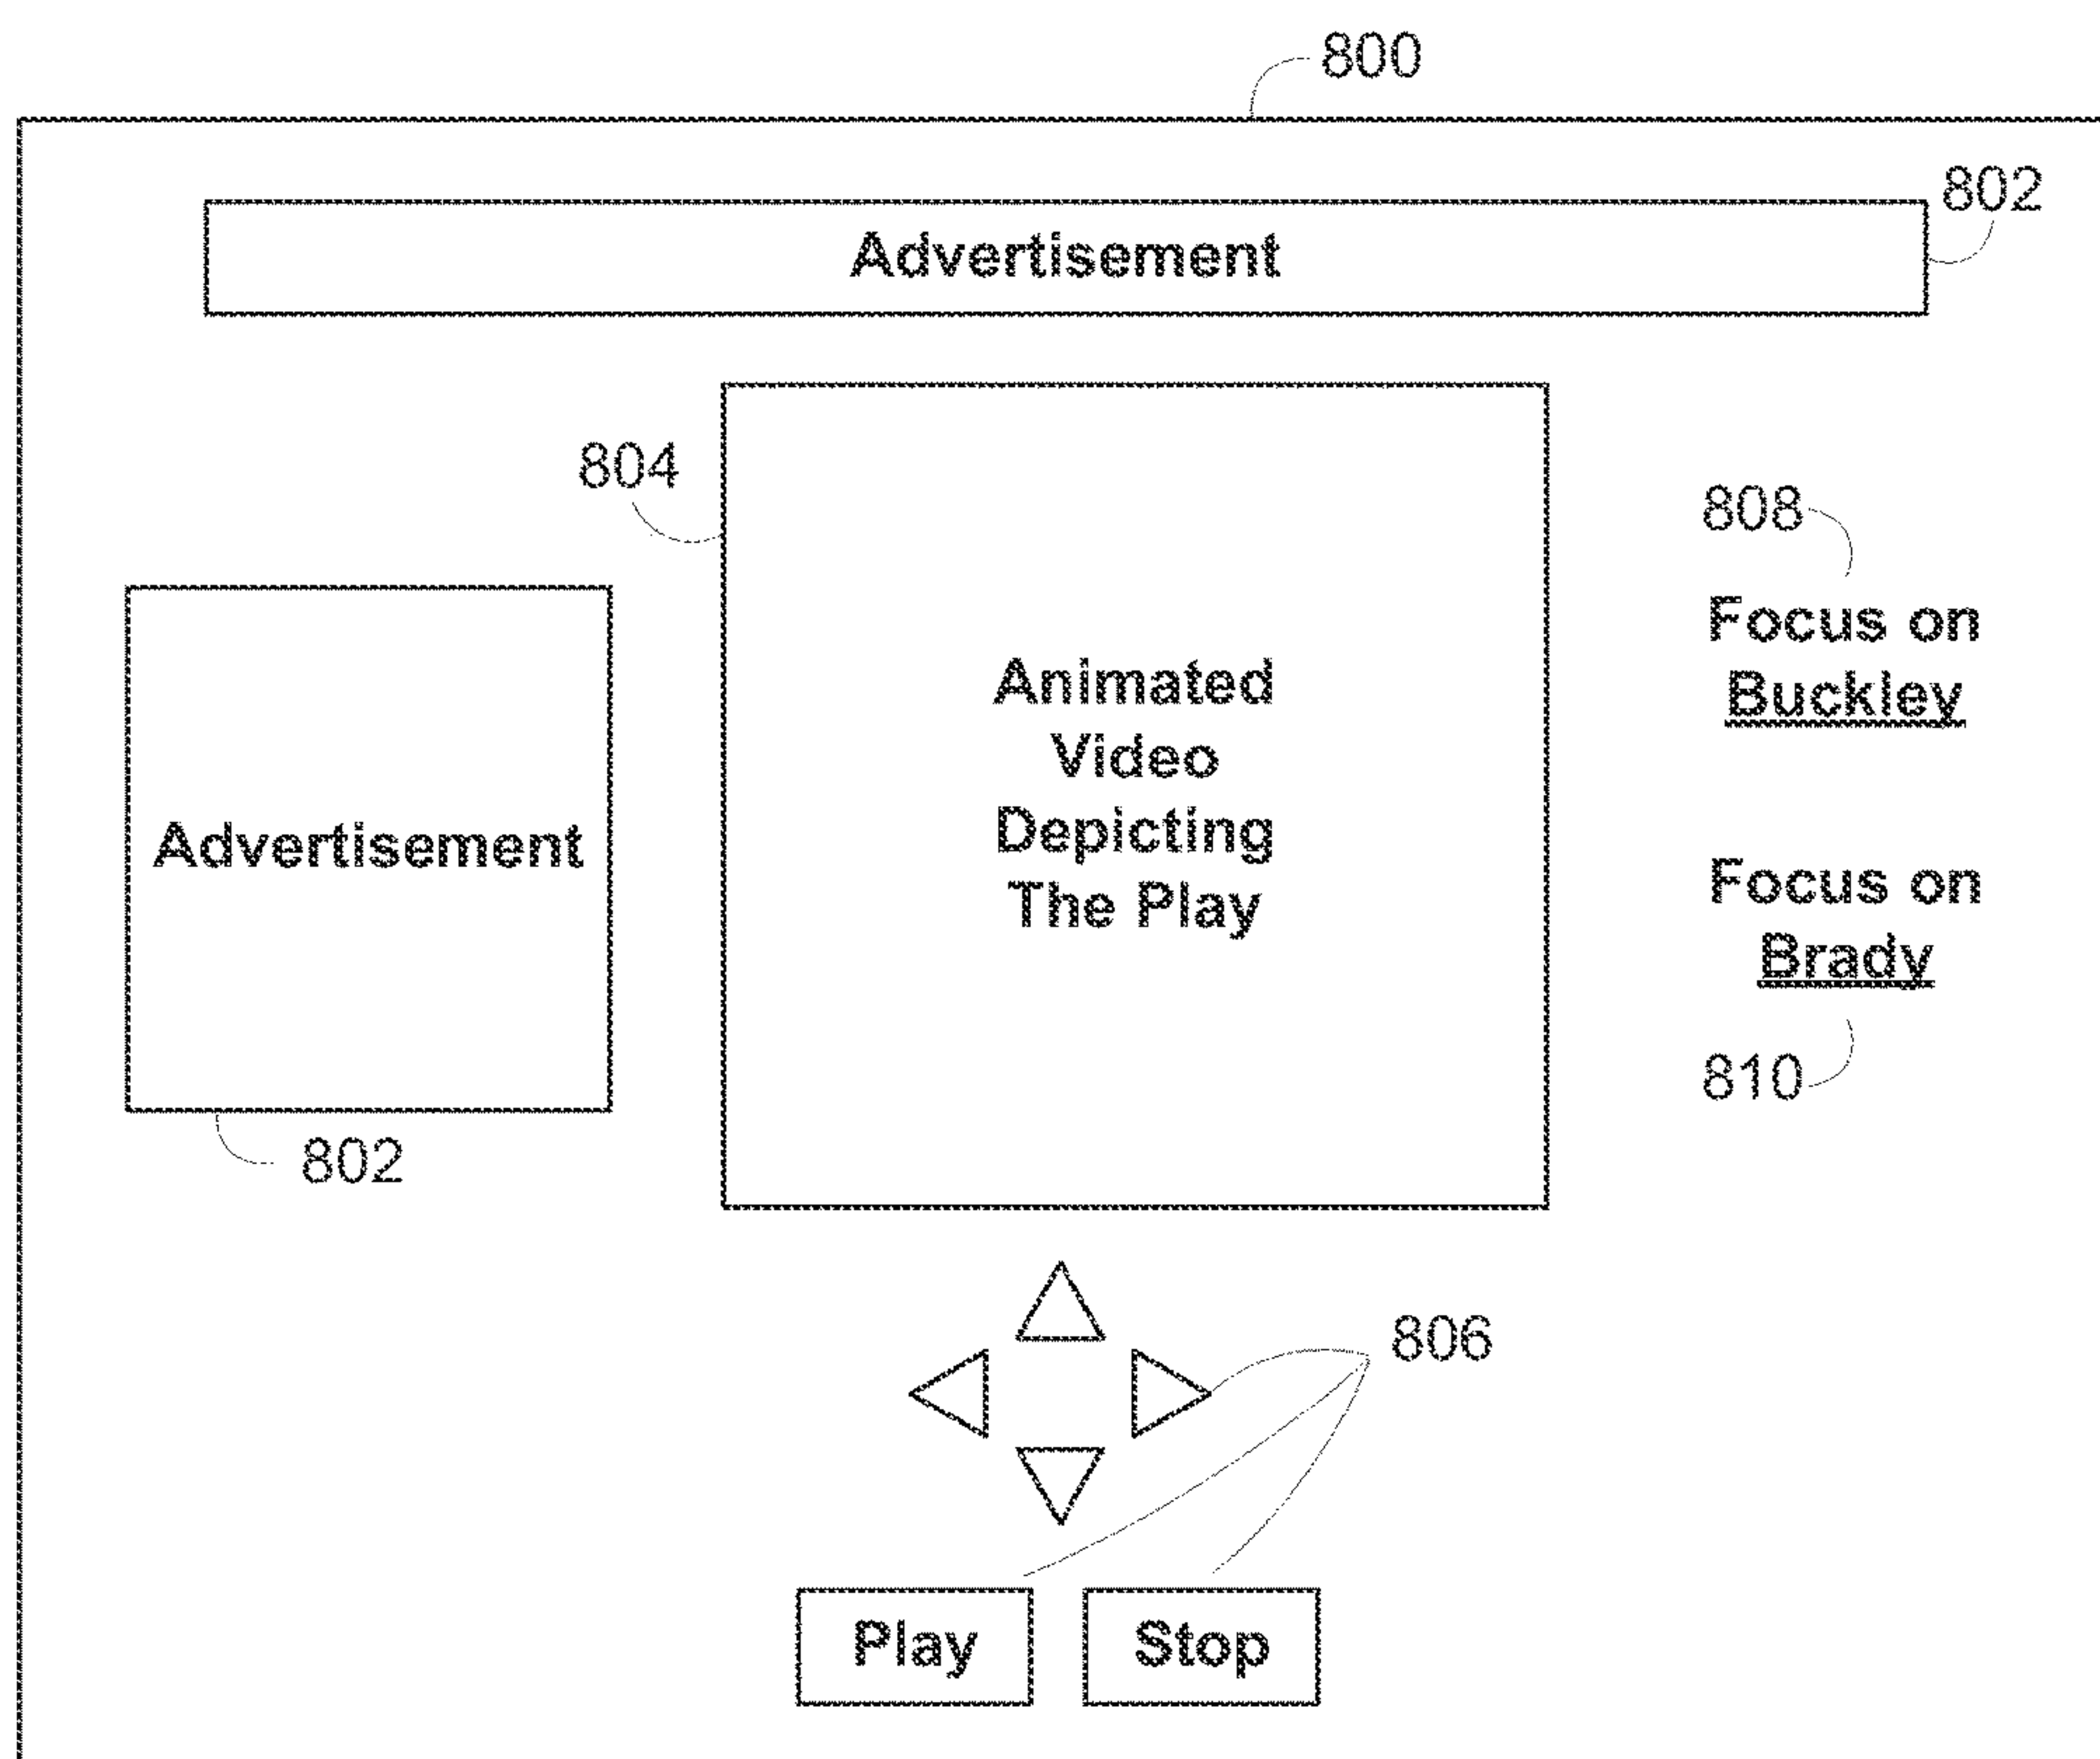 800
802
Advertisement
804
808
Focus on
Buckley
Animated
Video
Depicting
The Play
Advertisement
Focus on
Brady
810
802
806
Play
Stop